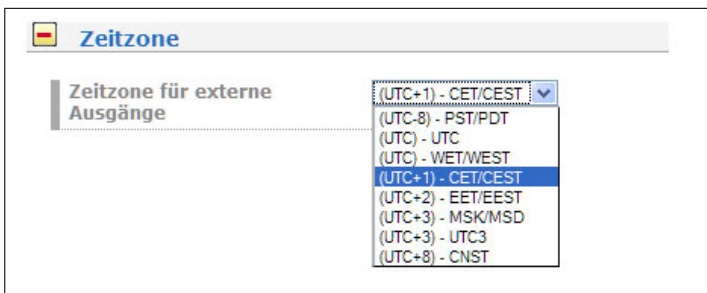 Zeitzone
Zeitzone für externe
Ausgänge
(UTC+1) - CET/CEST
(UTC-8) - PST/PDT
(UTC) - UTC
(UTC) - WET/WEST
(UTC+1) - CET/CEST
(UTC+2) - EET/EEST
(UTC+3) - MSK/MSD
(UTC+3) - UTC3
(UTC+8) - CNST